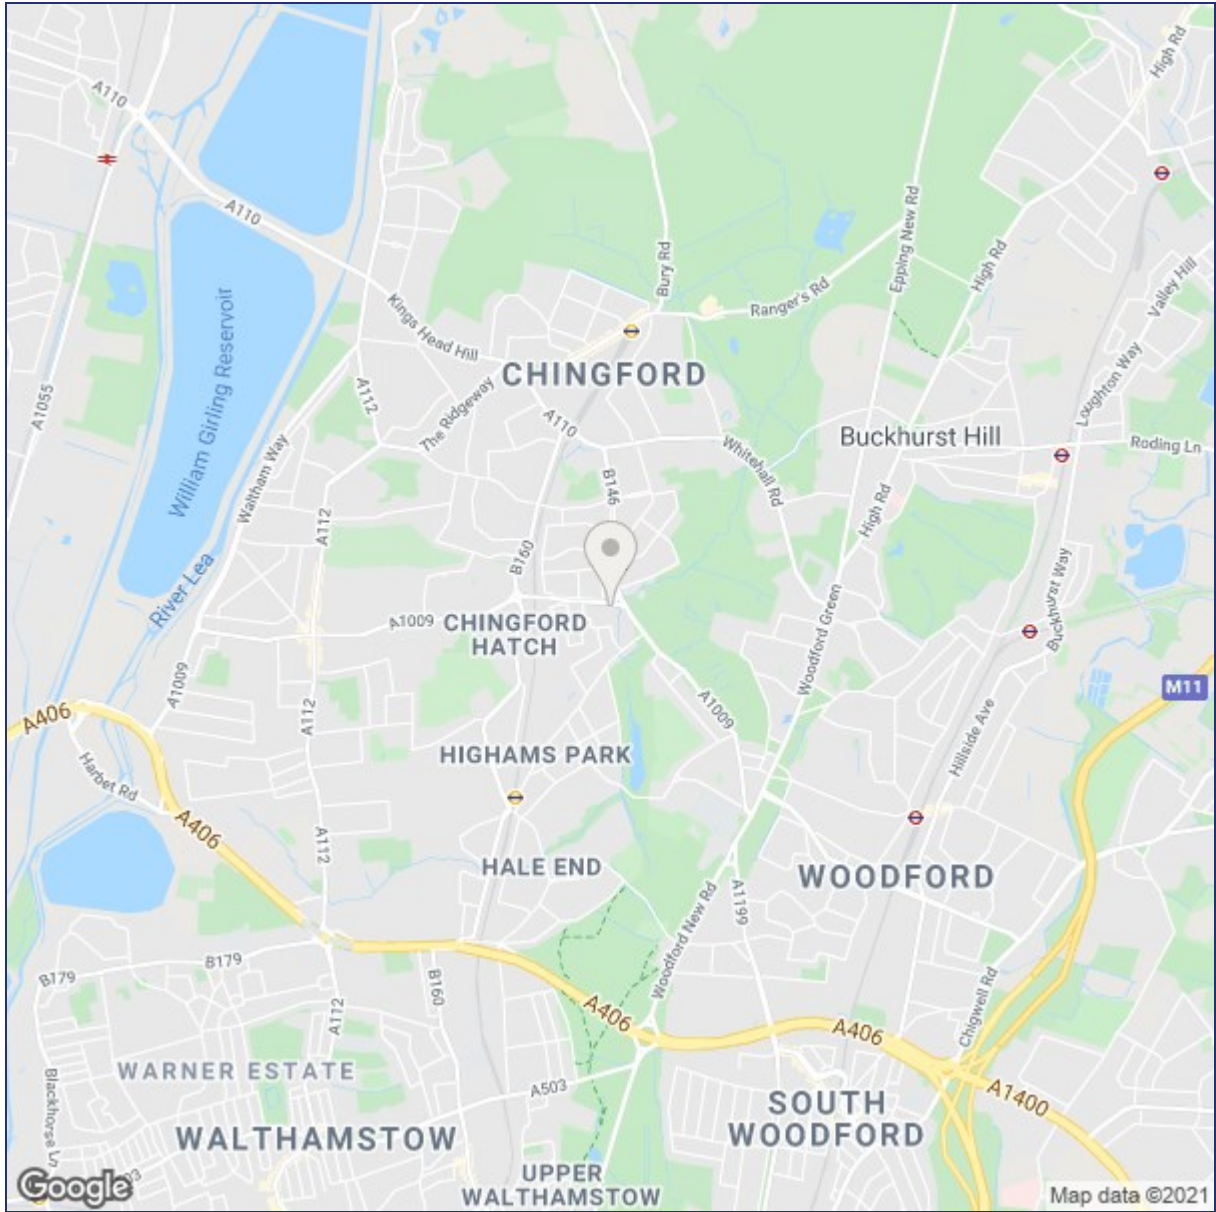 High Rd
A110
A110
Epping New Rd
High Rd
Bury Rd
Ranger's Rd
Valley Hill
William Girling Reservoir
Kings Head Hill
CHINGFORD
A1055
A112
The Ridgeway
A110
Loughton Way
Buckhurst Hill
Roding Ln
Whitehall Rd
Waltham Way
B146
High Rd
A112
B160
River Lea
Buckhurst Way
Woodford Green
A1009
CHINGFORD
HATCH
A1009
M11
A406
A112
A1009
Hillside Ave
HIGHAMS PARK
Harbet Rd
A406
A112
HALE END
WOODFORD
A1199
Woodford New Rd
B179
B179
B160
A112
Chigwell Rd
A406
A406
WARNER ESTATE
A503
A1400
Blackhorse Ln
SOUTH
WOODFORD
WALTHAMSTOW
UPPER
WALTHAMSTOW
Google
Map data ©2021